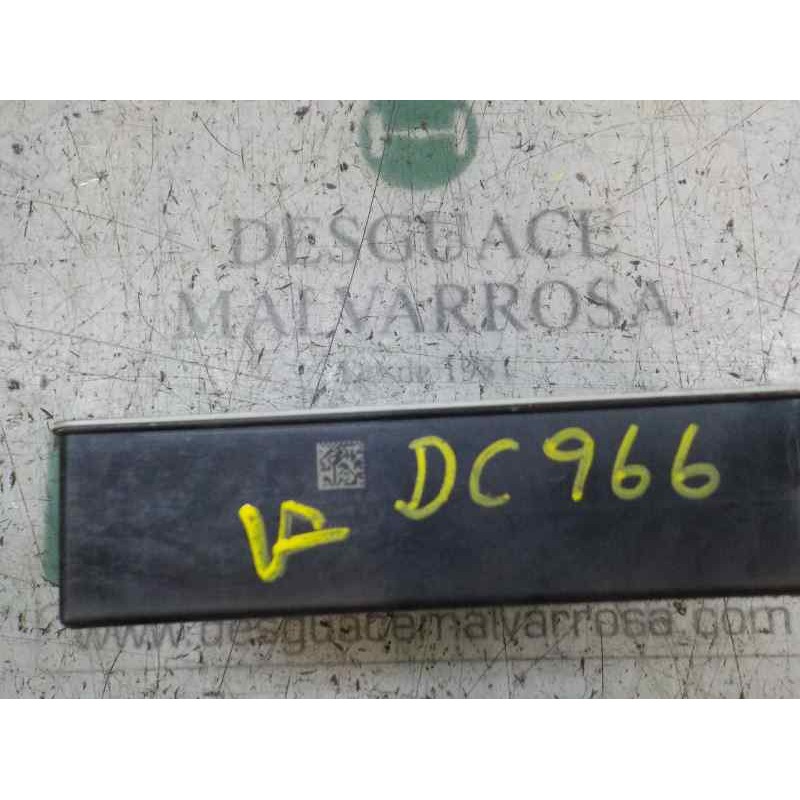 DESGUACE
MALVARROSA
Desde 1981
DC966
www.desguacemalvarrosa.com